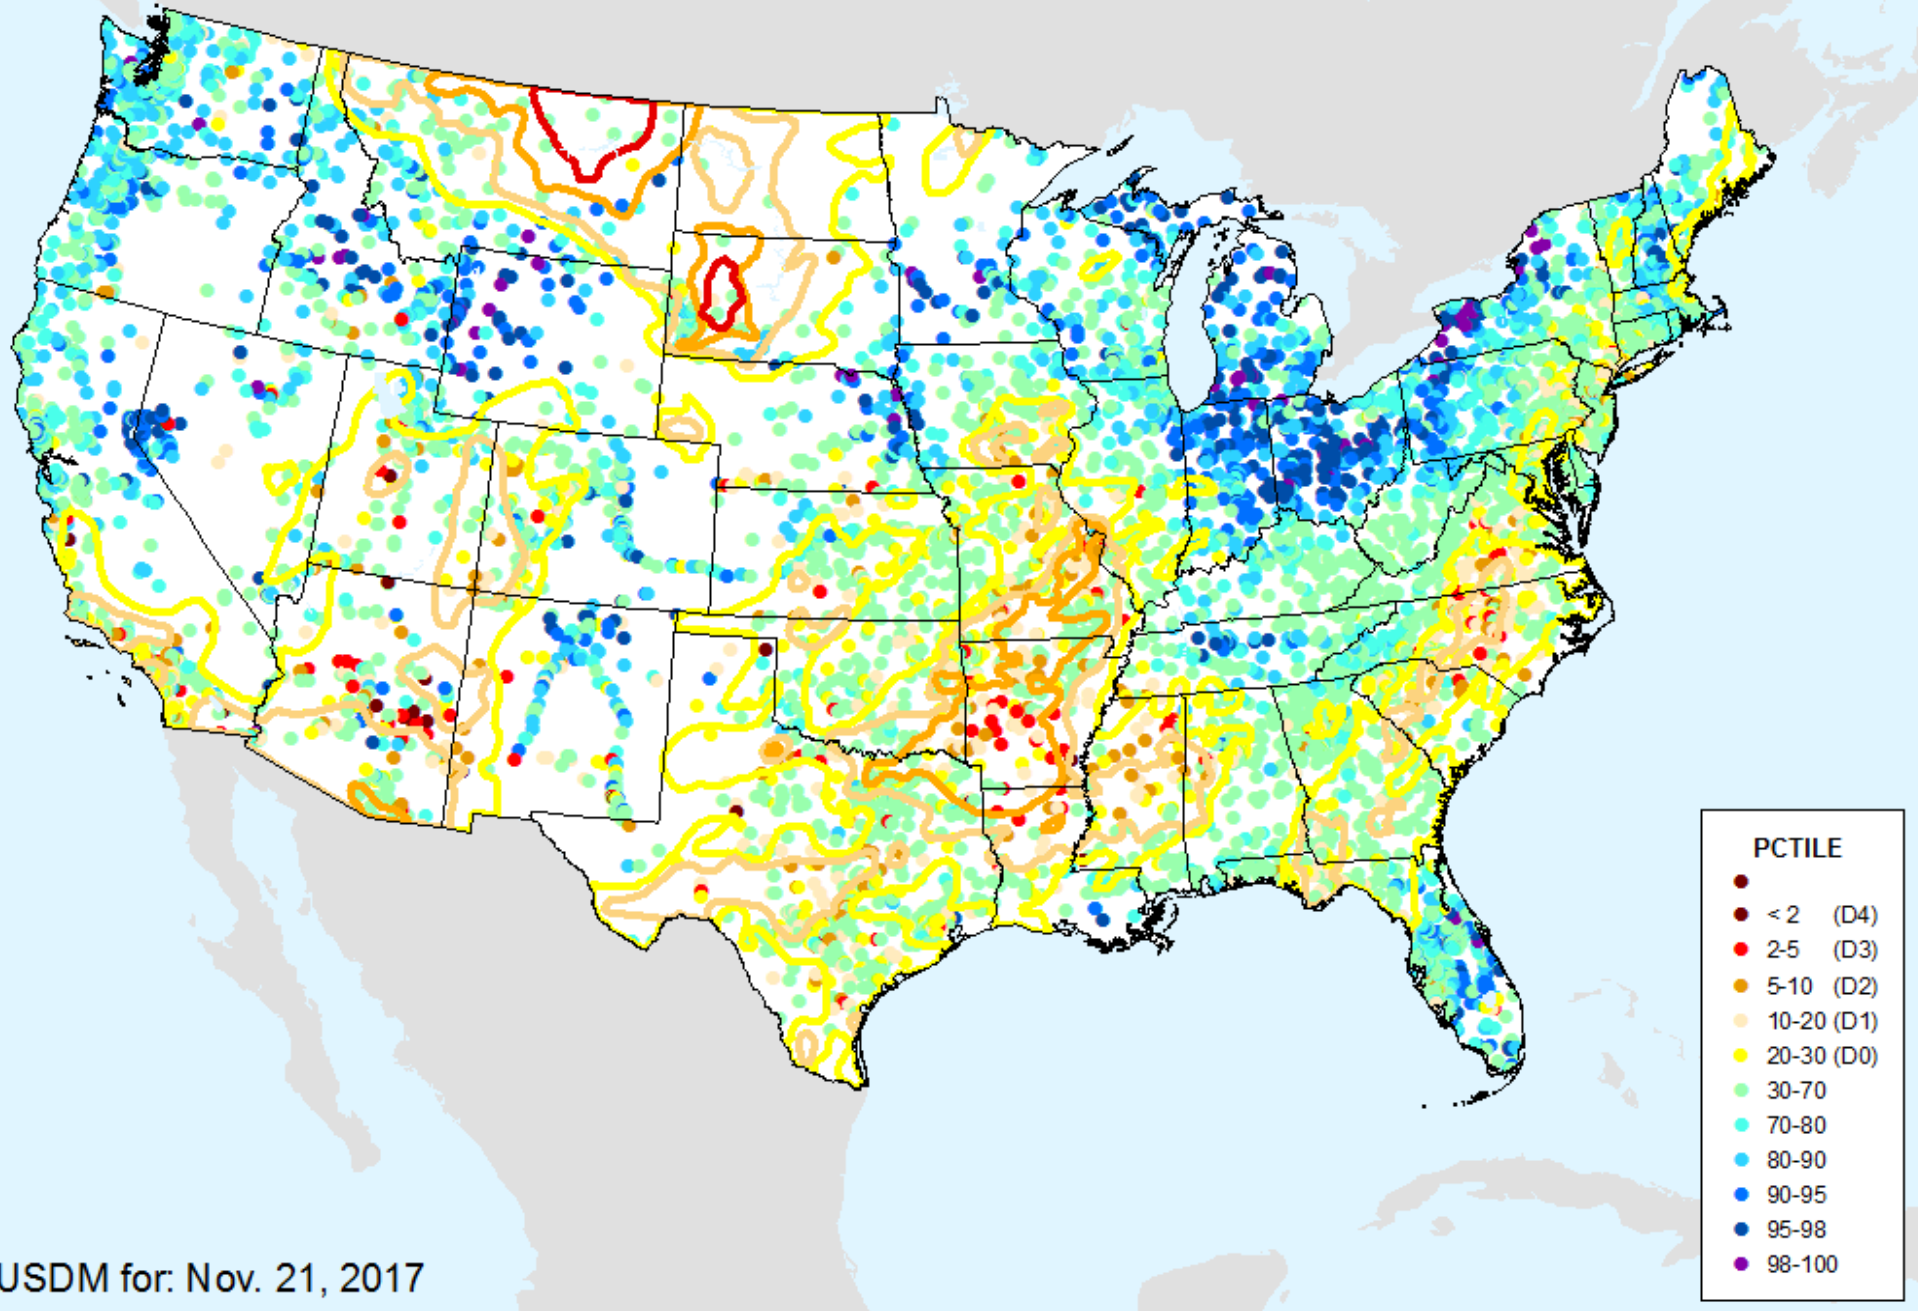 PCTILE
< 2 (D4)
2-5 (D3)
5-10 (D2)
10-20 (D1)
20-30 (D0)
30-70
70-80
80-90
90-95
95-98
98-100
USDM for: Nov. 21, 2017